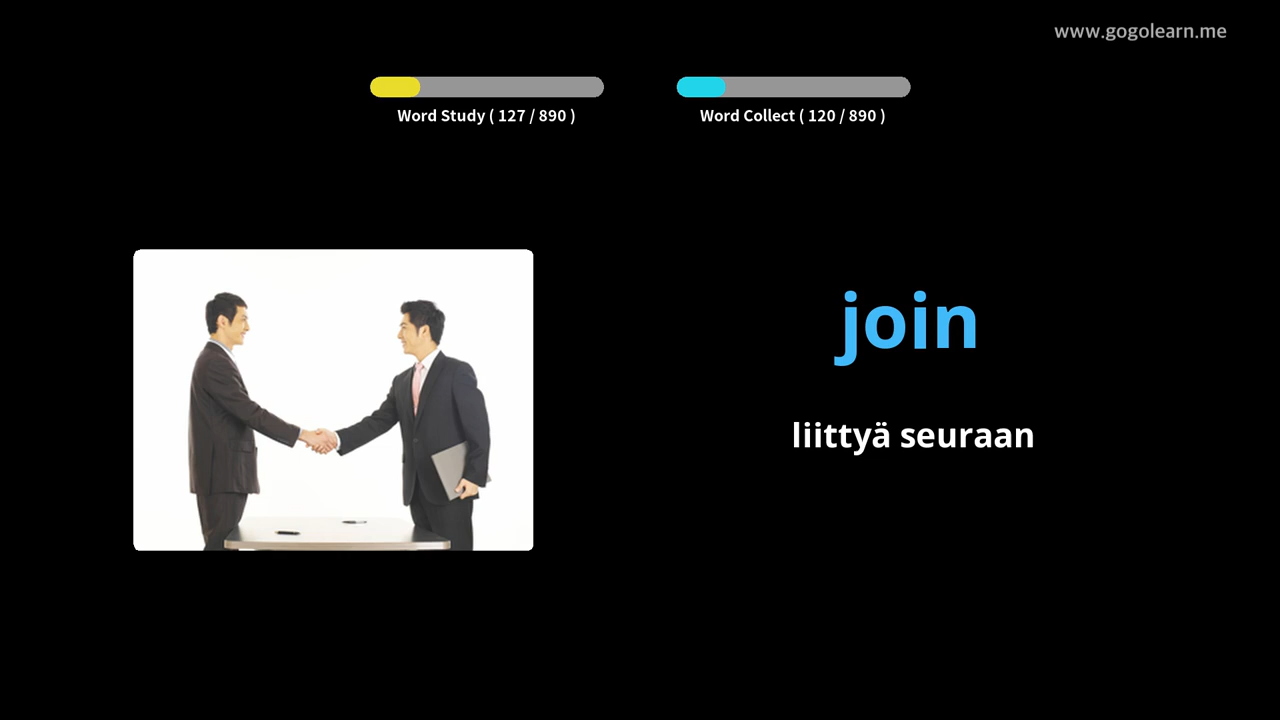 www.gogolearn.me
Word Study ( 127 / 890 )
Word Collect ( 120 / 890 )
join
liittyä seuraan